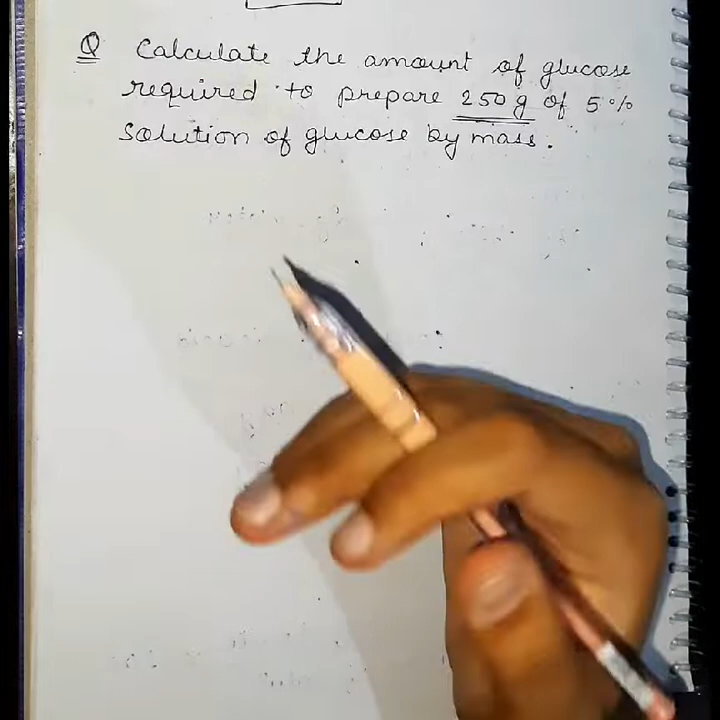 Q Calculate the amount of glucose
required to prepare 250 g of 5%
solution of glucose by mass.